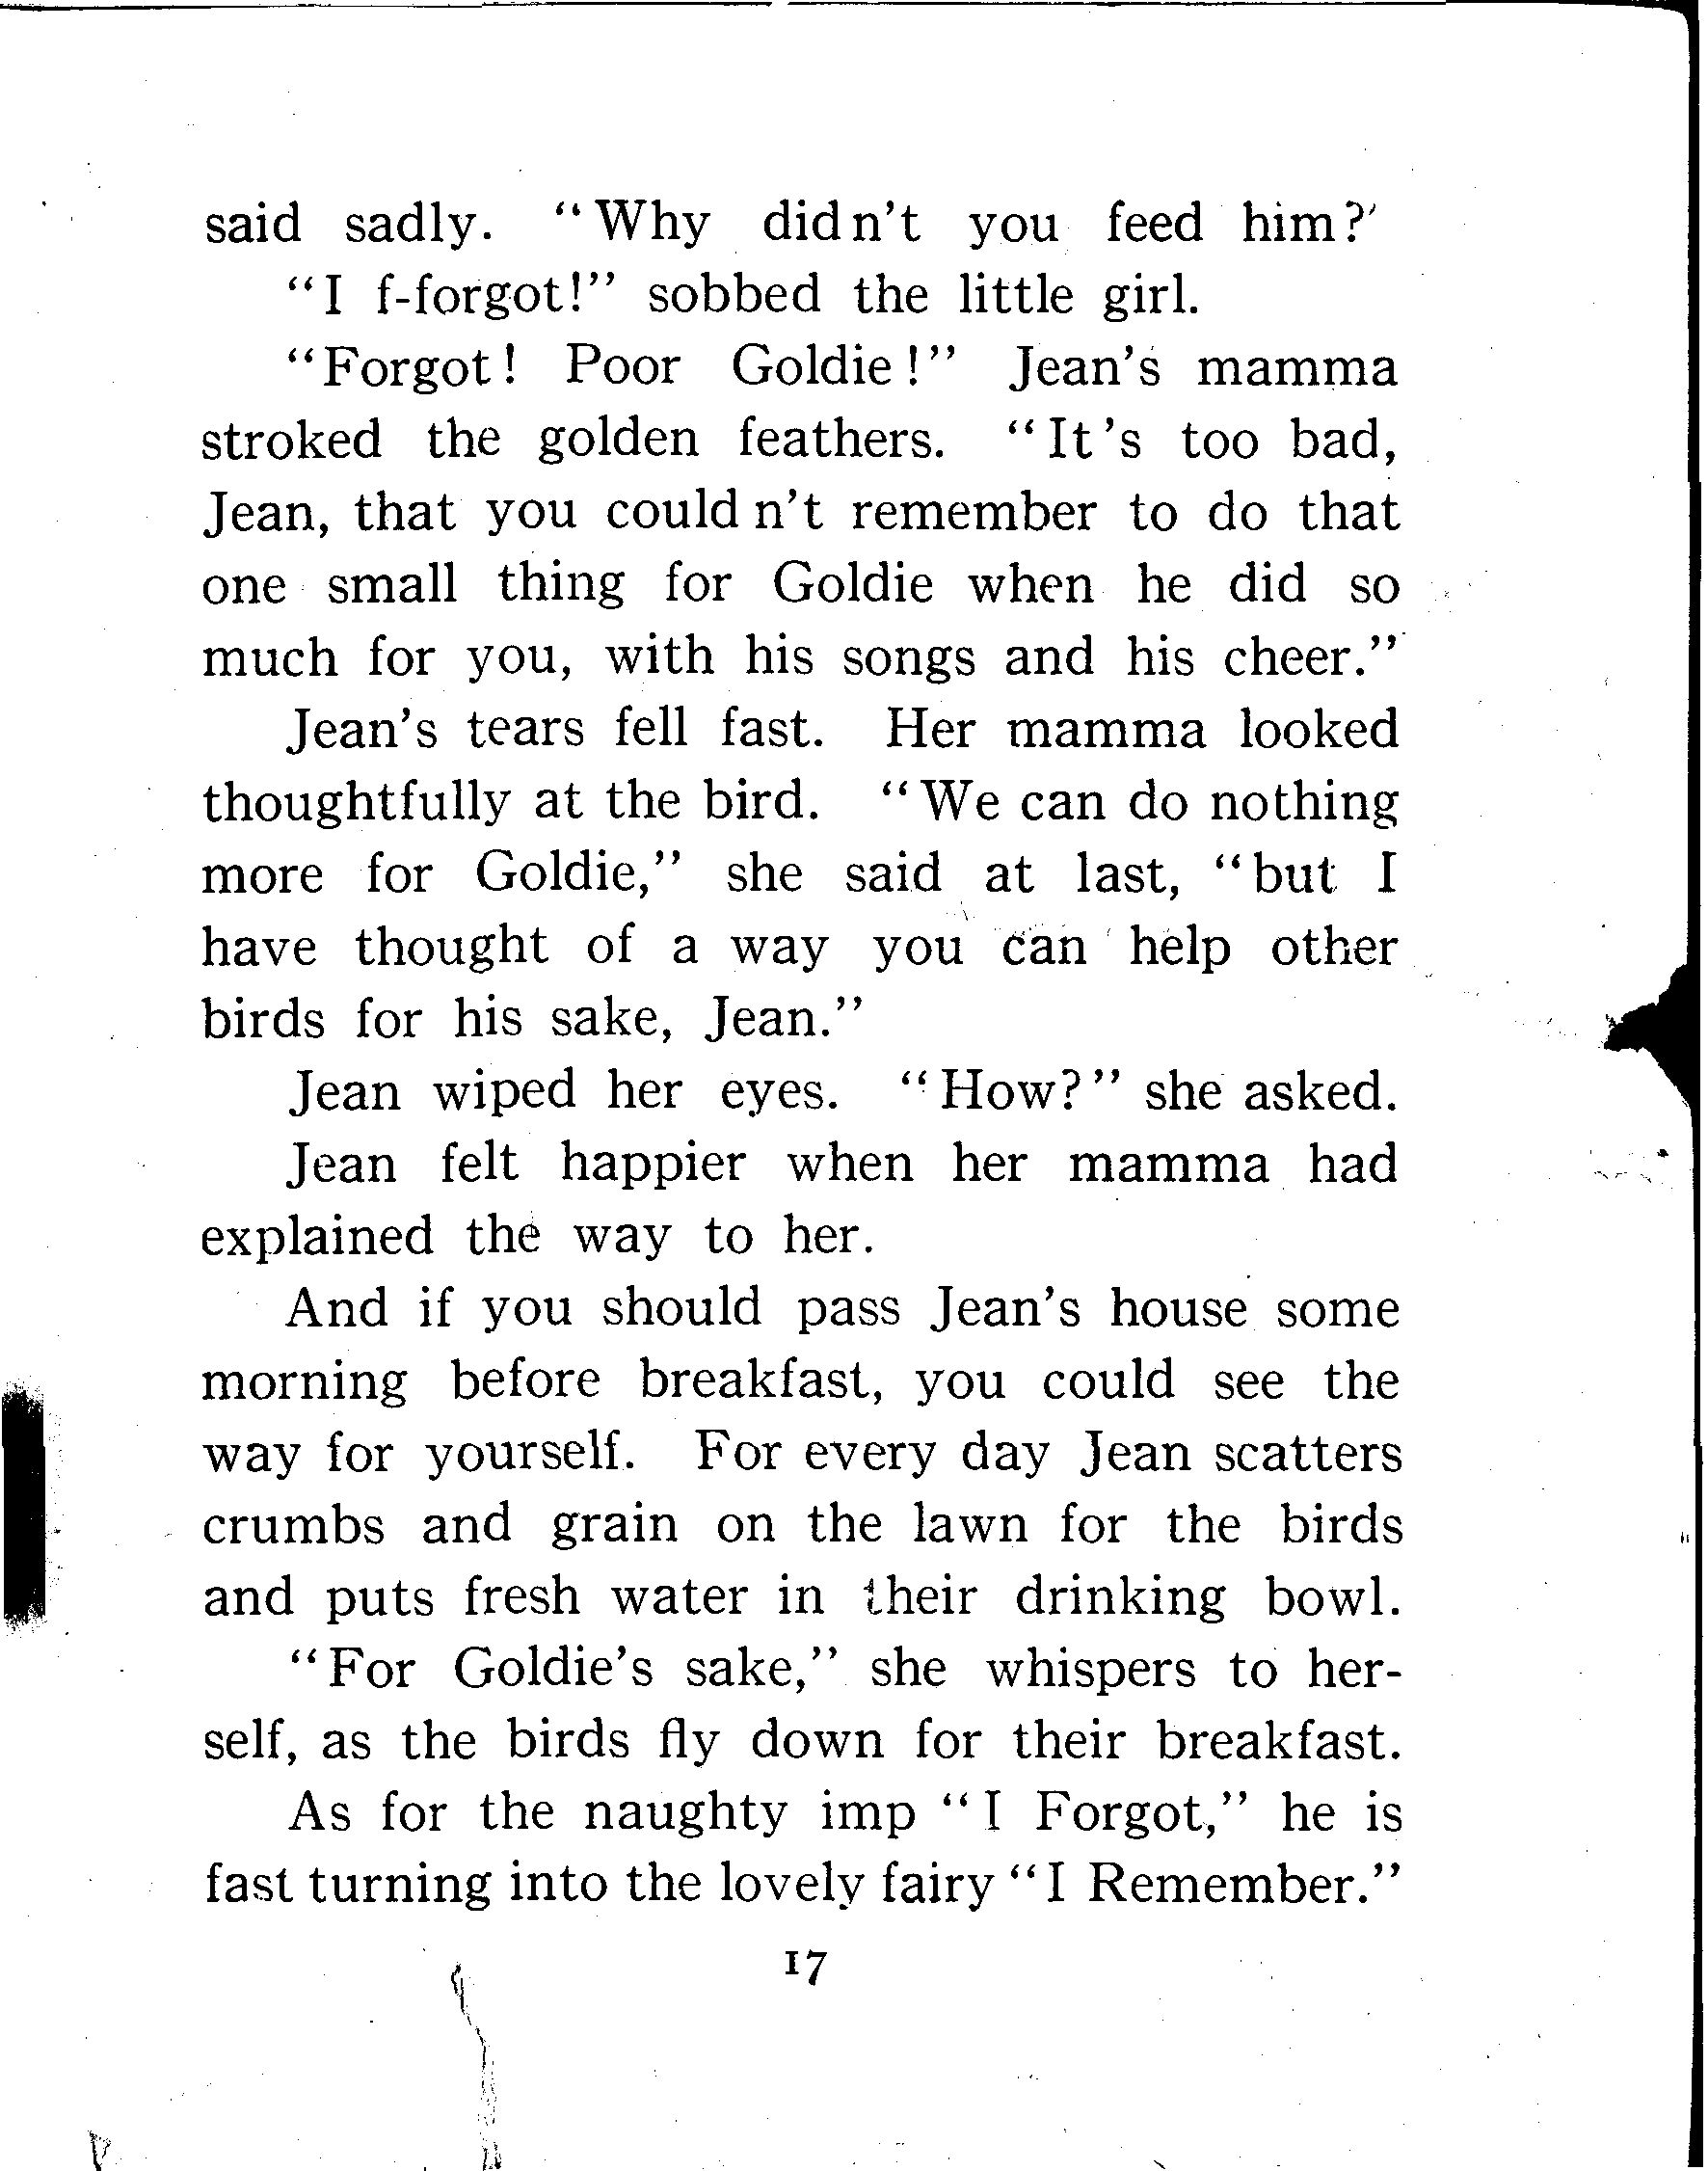 said sadly. “Why didn't you feed him?’
“I f-forgot!” sobbed the little girl.
“Forgot! Poor Goldie!” Jean's mamma
stroked the golden feathers. “It's too bad,
Jean, that you could n't remember to do that
one small thing for Goldie when he did so
much for you, with his songs and his cheer.”
Jean's tears fell fast. Her mamma looked
thoughtfully at the bird. “We can do nothing
more for Goldie,” she said at last, “but I
have thought of a way you can help other
birds for his sake, Jean.”
Jean wiped her eyes. “How?” she asked.
Jean felt happier when her mamma had
explained the way to her.
And if you should pass Jean's house some
morning before breakfast, you could see the
way for yourself. For every day Jean scatters
crumbs and grain on the lawn for the birds
and puts fresh water in their drinking bowl.
“For Goldie's sake,” she whispers to her-
self, as the birds fly down for their breakfast.
As for the naughty imp “I Forgot,” he is
fast turning into the lovely fairy “I Remember.”
17